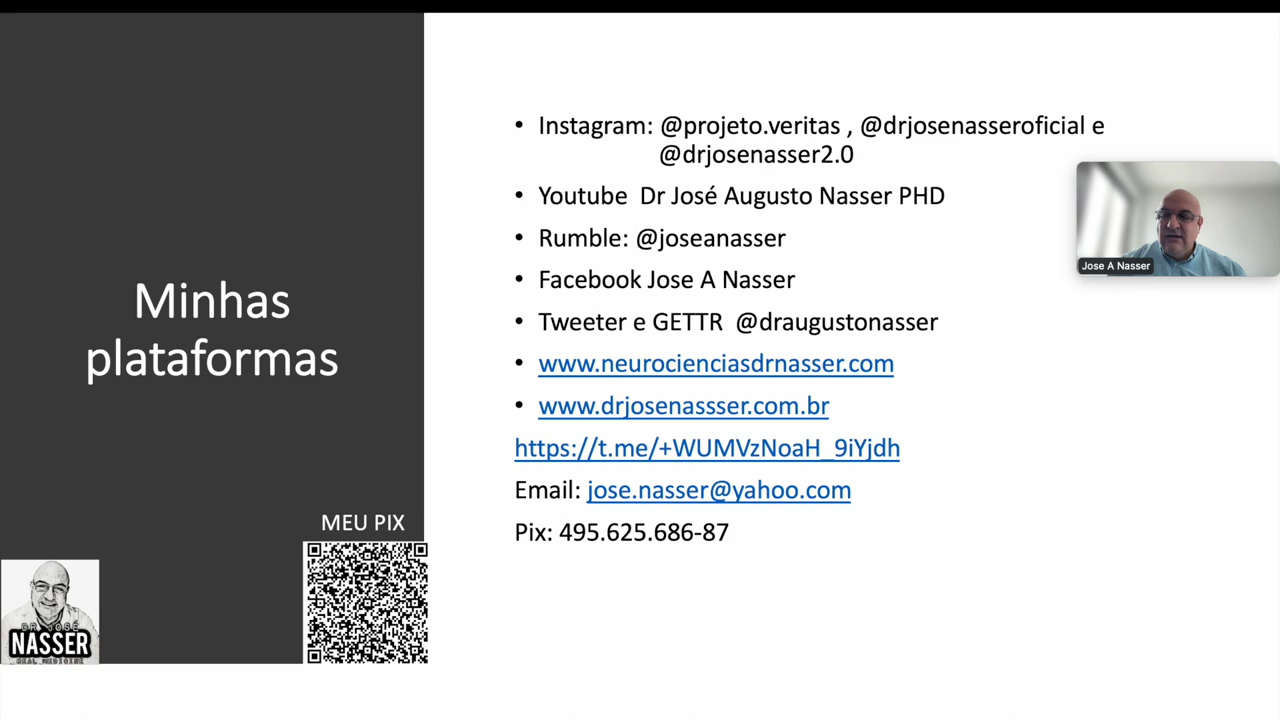 Minhas
plataformas
• Instagram: @projeto.veritas , @drjosenasseroficial e
@drjosenasser2.0
• Youtube Dr José Augusto Nasser PHD
• Rumble: @joseanasser
• Facebook Jose A Nasser
• Tweeter e GETTR @draugustonasser
• www.neurocienciasdrnasser.com
• www.drjosenassser.com.br
https://t.me/+WUMVzNoaH_9iYjdh
Email: jose.nasser@yahoo.com
Pix: 495.625.686-87
Jose A Nasser
MEU PIX
DR JOSÉ
NASSER
REAL MEDICINE